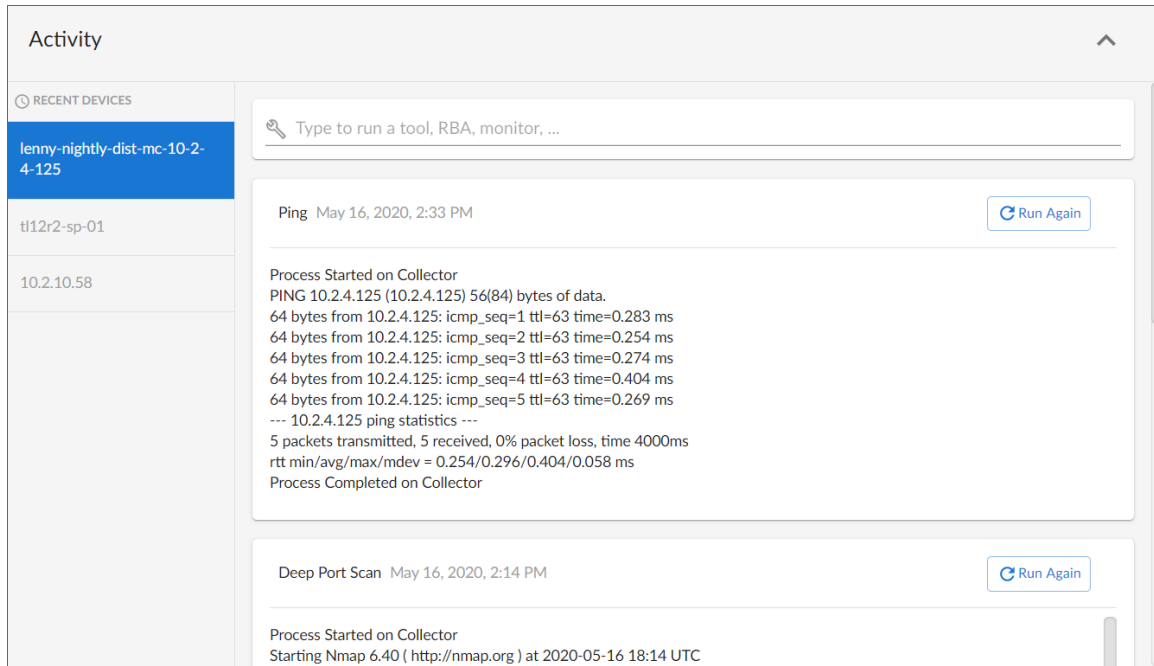 Activity
RECENT DEVICES
lenny-nightly-dist-mc-10-2-
4-125
tl12r2-sp-01
10.2.10.58
Type to run a tool, RBA, monitor, ...
Ping May 16, 2020, 2:33 PM
Run Again
Process Started on Collector
PING 10.2.4.125 (10.2.4.125) 56(84) bytes of data.
64 bytes from 10.2.4.125: icmp_seq=1 ttl=63 time=0.283 ms
64 bytes from 10.2.4.125: icmp_seq=2 ttl=63 time=0.254 ms
64 bytes from 10.2.4.125: icmp_seq=3 ttl=63 time=0.274 ms
64 bytes from 10.2.4.125: icmp_seq=4 ttl=63 time=0.404 ms
64 bytes from 10.2.4.125: icmp_seq=5 ttl=63 time=0.269 ms
--- 10.2.4.125 ping statistics ---
5 packets transmitted, 5 received, 0% packet loss, time 4000ms
rtt min/avg/max/mdev = 0.254/0.296/0.404/0.058 ms
Process Completed on Collector
Deep Port Scan May 16, 2020, 2:14 PM
Run Again
Process Started on Collector
Starting Nmap 6.40 ( http://nmap.org ) at 2020-05-16 18:14 UTC